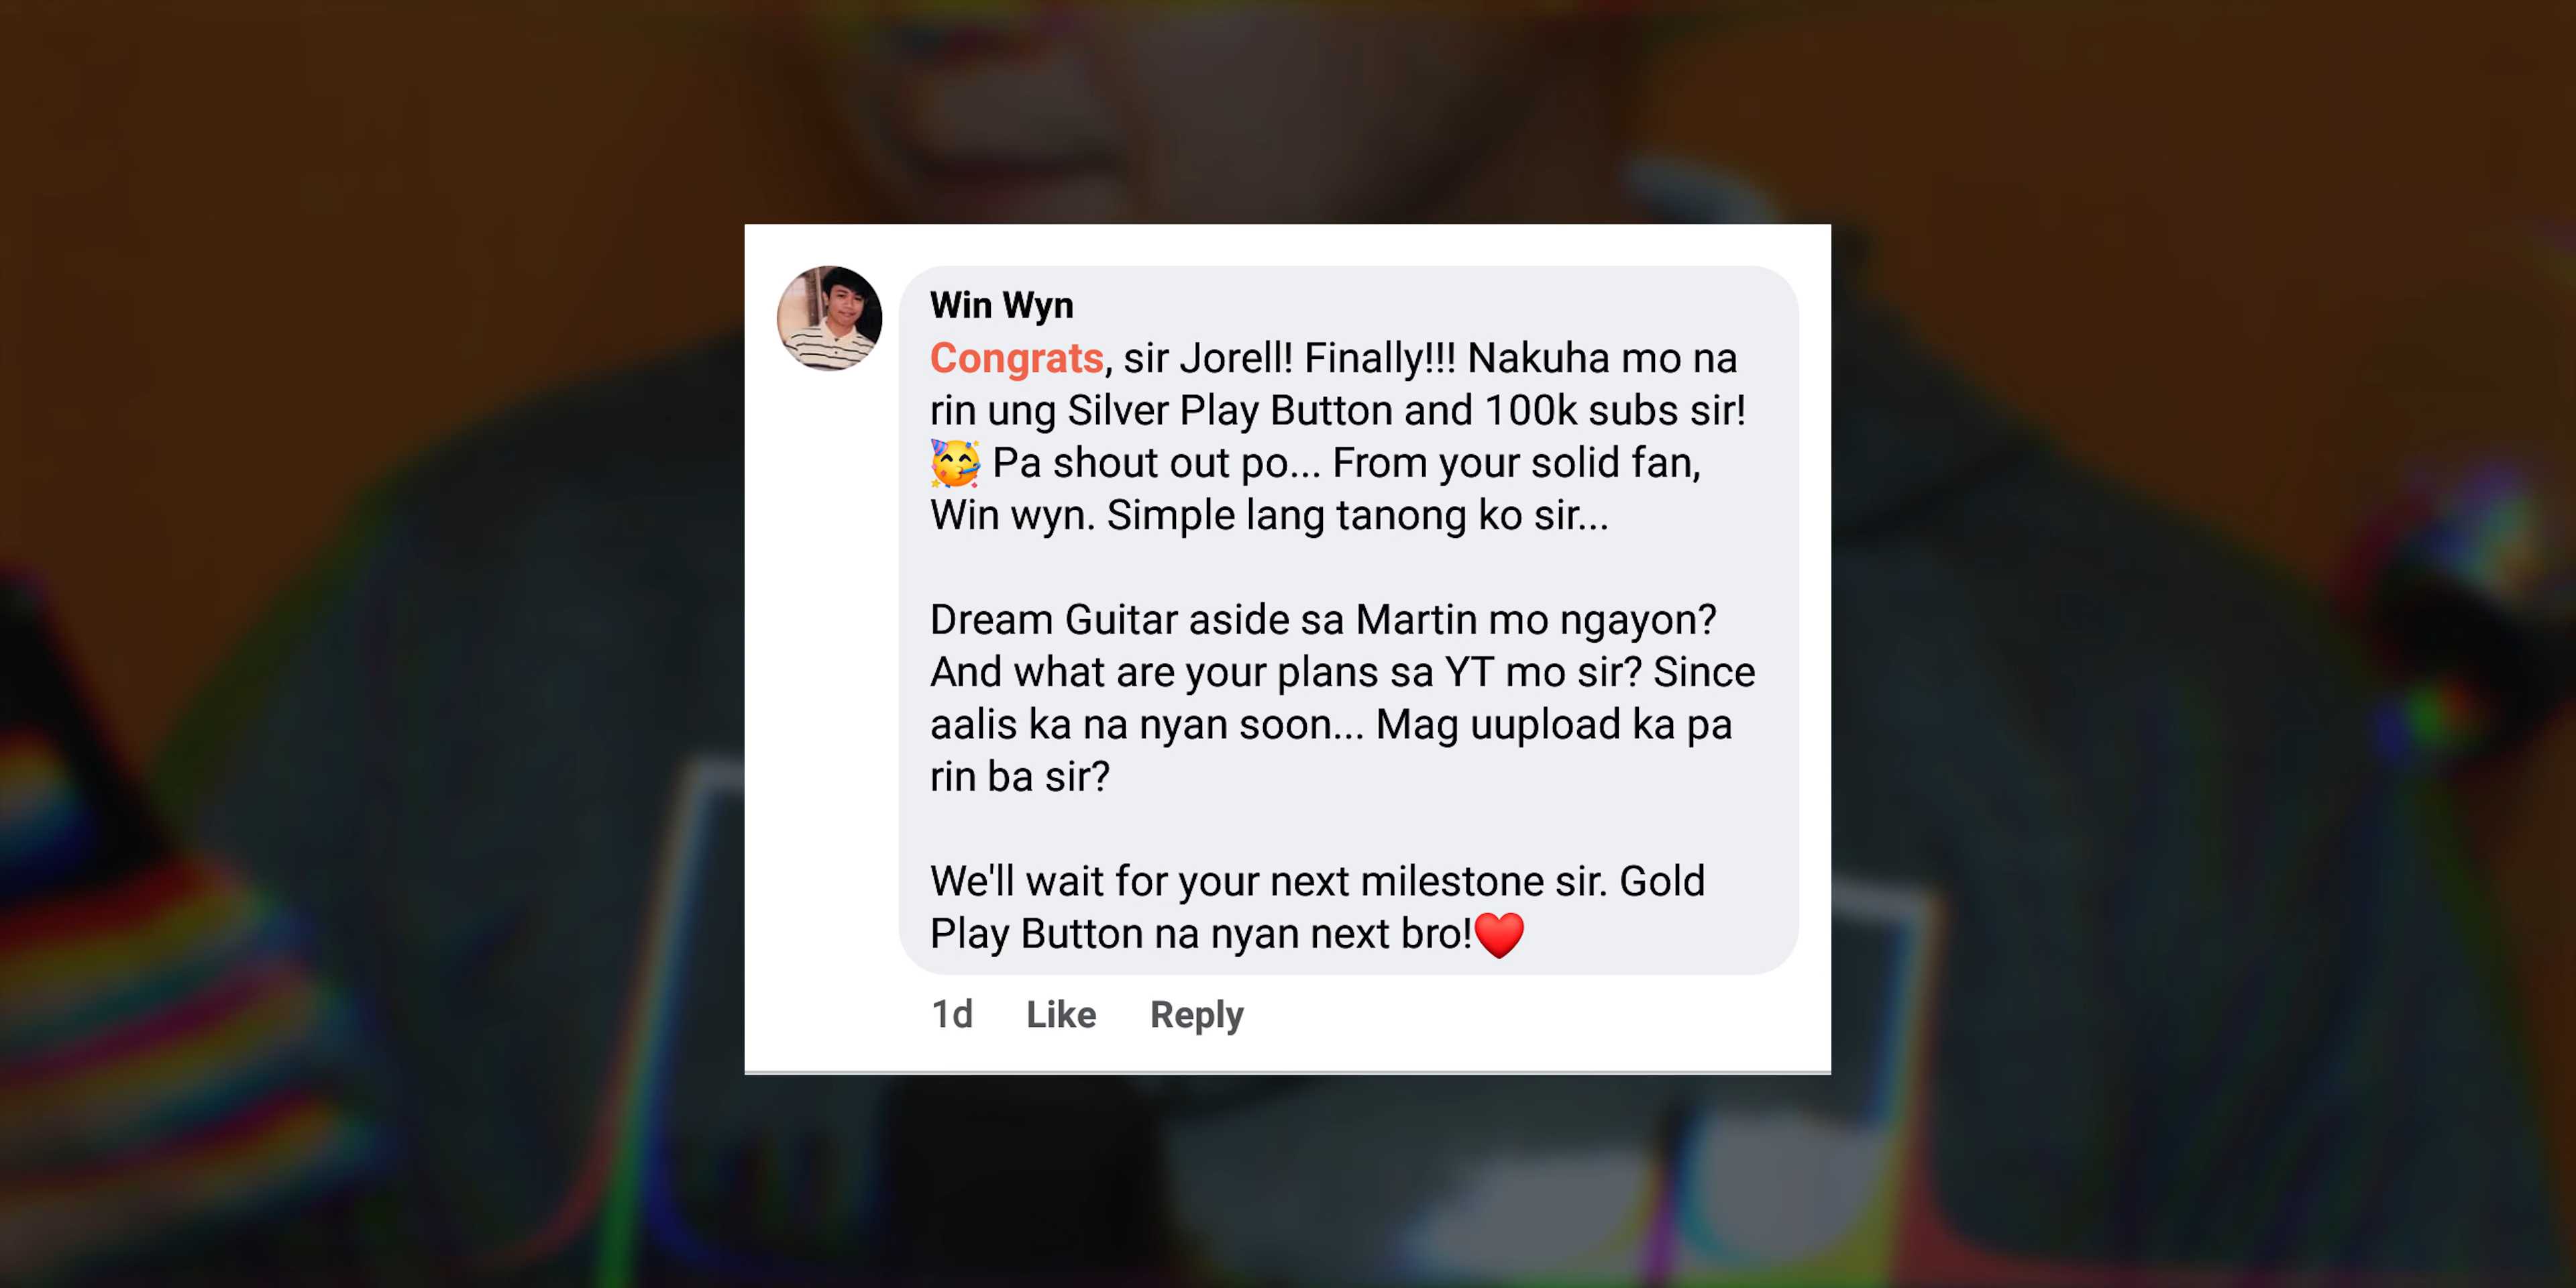 Win Wyn
Congrats, sir Jorell! Finally!!! Nakuha mo na
rin ung Silver Play Button and 100k subs sir!
🥳 Pa shout out po... From your solid fan,
Win wyn. Simple lang tanong ko sir...
Dream Guitar aside sa Martin mo ngayon?
And what are your plans sa YT mo sir? Since
aalis ka na nyan soon... Mag uupload ka pa
rin ba sir?
We'll wait for your next milestone sir. Gold
Play Button na nyan next bro!❤️
1d Like Reply